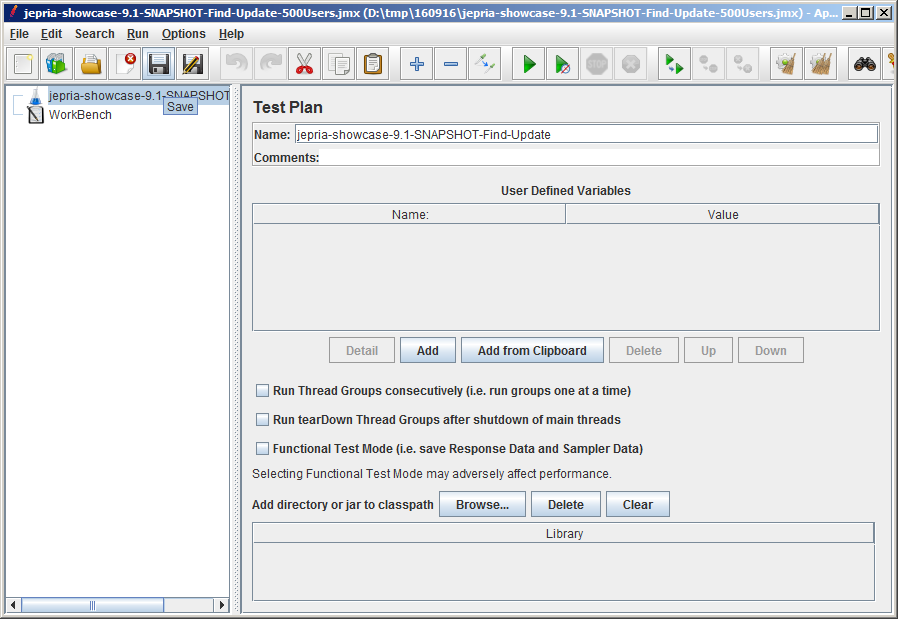 jepria-showcase-9.1-SNAPSHOT-Find-Update-500Users.jmx (D:\tmp\160916\jepria-showcase-9.1-SNAPSHOT-Find-Update-500Users.jmx) - Ap...
File Edit Search Run Options Help
STOP
jepria-showcase-9.1-SNAPSHOT
Save
WorkBench
Test Plan
Name: jepria-showcase-9.1-SNAPSHOT-Find-Update
Comments:
User Defined Variables
Name: Value
Detail Add Add from Clipboard Delete Up Down
Run Thread Groups consecutively (i.e. run groups one at a time)
Run tearDown Thread Groups after shutdown of main threads
Functional Test Mode (i.e. save Response Data and Sampler Data)
Selecting Functional Test Mode may adversely affect performance.
Add directory or jar to classpath Browse... Delete Clear
Library